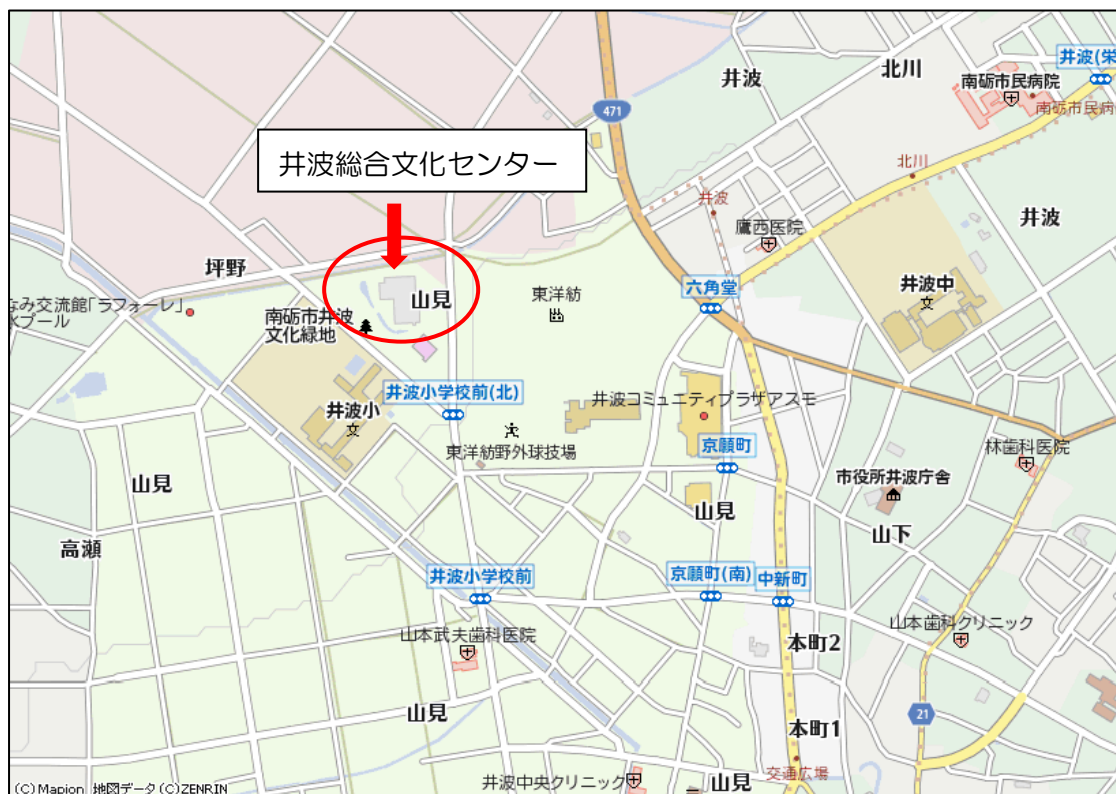 井波(栄
北川
井波
南砺市民病院
南砺市民病
471
井波総合文化センター
北川
井波
井波
鷹西医院
坪野
井波中
六角堂
山見
東洋紡
なみ交流館「ラフォーレ」
プール
南砺市井波
文化緑地
井波小学校前(北)
井波コミュニティプラザアスモ
井波小
東洋紡野外球技場
京願町
林歯科医院
市役所井波庁舎
山見
山見
山下
高瀬
井波小学校前
京願町(南)
中新町
山本武夫歯科医院
山本歯科クリニック
本町2
山見
21
本町1
交通広場
井波中央クリニック
山見
(C)Mapion 地図データ(C)ZENRIN